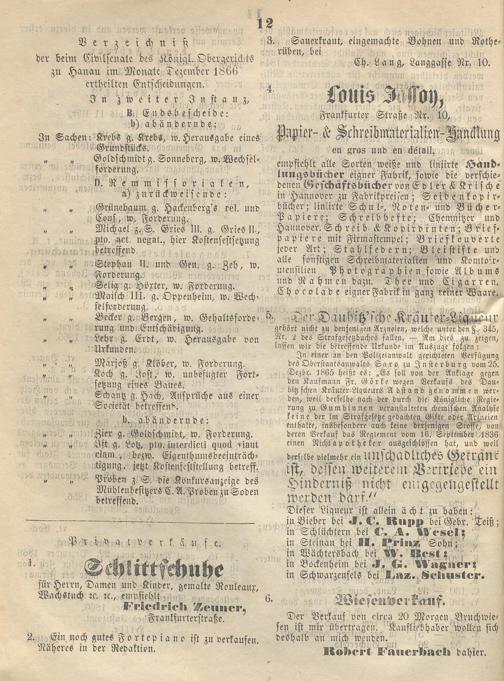 12
Verzeichniß
der beim Civilsenate des Königl. Obergerichts
zu Hanau im Monate Dezember 1866
ertheilten Entscheidungen.
In zweiter Instanz,
B. Endbescheide:
b) abändernde;
In Sachen: Krebs g. Krebs, w. Herausgabe eines
Grundstücks.
" " Goldschmidt g. Sonneberg, w. Wechsel-
forderung.
D. Remmissorialen,
a) zurückweisende:
" " Grünebaum g. Hackenberg's rel. und
Cons., w. Forderung.
" " Michael z. S. Gries III. g. Gries II.,
pto. act. negat., hier Kostenfestsetzung
betreffend.
" " Stephan II. und Gen. g. Zeh, w.
Forderung.
" " Selig g. Hörter, w. Forderung.
" " Maisch III. g. Oppenheim, w. Wech-
selforderung.
" " Becker g. Bergen, w. Gehaltsforde-
rung und Entschädigung.
" " Lehr g. Erdt, w. Herausgabe von
Urkunden.
" " Marjoß g. Klöber, w. Forderung.
" " Koch g. Jost, w. unbefugter Fort-
setzung eines Baues.
" " Schantz g. Hach, Ansprüche aus einer
Societät betreffend.
b. abändernde:
" " Zier g. Goldschmidt, w. Forderung.
" " Ust g. Lotz, pto. interdicti quod vi aut
clam., bezw. Eigenthumsbeeinträch-
tigung, jetzt Kostenfeststellung betreff.
" " Proben z. S. die Konkursanzeige des
Mühlenbesitzers C. A. Proben zu Soden
betreffend.
Privatverkäufe.
1. Schlittschuhe
für Herrn, Damen und Kinder, gemalte Rouleaux,
Wachstuch ꝛc. ꝛc., empfiehlt
Friedrich Zeuner,
Frankfurterstraße.
2. Ein noch gutes Fortepiano ist zu verkaufen.
Näheres in der Redaktion.
3. Sauerkraut, eingemachte Bohnen und Rothe-
rüben, bei
Ch. Lang, Langgasse Nr. 10.
4. Louis Jassoy,
Frankfurter Straße Nr. 10,
Papier- & Schreibmaterialien-Handlung
en gros und en détail,
empfiehlt alle Sorten weiße und linirte Hand-
lungsbücher eigner Fabrik, sowie die verschie-
denen Geschäftsbücher von Edler & Krische
in Hannover zu Fabrikpreisen; Seidenkopir-
bücher; linirte Schul-, Noten- und Bücher-
Papiere; Schreibhefte; Chemnitzer und
Hannover. Schreib & Kopirdinten; Brief-
papiere mit Firmastempel; Briefkouverte
jeder Art; Stahlfedern; Bleistifte und
alle sonstigen Schreibmaterialien und Komtoir-
utensilien. Photographien sowie Albums
und Rahmen dazu. Thee und Cigarren.
Chocolade eigner Fabrik in ganz reiner Waare.
5. Der Daubitz'sche Kräuter-Liqueur
gehört nicht zu denjenigen Arzneien, welche unter den §. 345,
Nr. 2 des Strafgesetzbuches fallen. — Um dies zu zeigen,
lassen wir die betreffende Urkunde im Auszuge folgen:
In einer an den Polizeianwalt gerichteten Verfügung
des Oberstaatsanwalts Saro zu Insterburg vom 25.
Dezbr. 1865 heißt es: „Es soll von der Anklage gegen
den Kaufmann Fr. Görke wegen Verkaufs des Dau-
bitz'schen Kräuter-Liqueurs Abstand genommen wer-
den, weil derselbe nach der durch die Königliche Regie-
rung zu Gumbinnen veranstalteten chemischen Analyse
keine der im Strafgesetze gedachten Gifte oder Arzneien
enthalte, insbesondere auch keine derjenigen Stoffe, von
deren Verkauf das Reglement vom 16. September 1836
einen Nichtapotheker ausgeschlossen hat, und weil
derselbe vielmehr ein unschädliches Getränk
ist, dessen weiterem Vertriebe ein
Hinderniß nicht entgegengestellt
werden darf."
Dieser Liqueur ist allein ächt zu haben:
in Bieber bei J. C. Rupp bei Gebr. Teiß;
in Schlüchtern bei C. A. Wesel;
in Steinau bei H. Prinz Sohn;
in Wächtersbach bei W. Best;
in Bockenheim bei J. G. Wagner;
in Schwarzenfels bei Laz. Schuster.
6. Wiesenverkauf.
Der Verkauf von circa 20 Morgen Bruchwie-
sen ist mir übertragen. Kaufliebhaber wollen sich
deshalb an mich wenden.
Robert Fauerbach dahier.